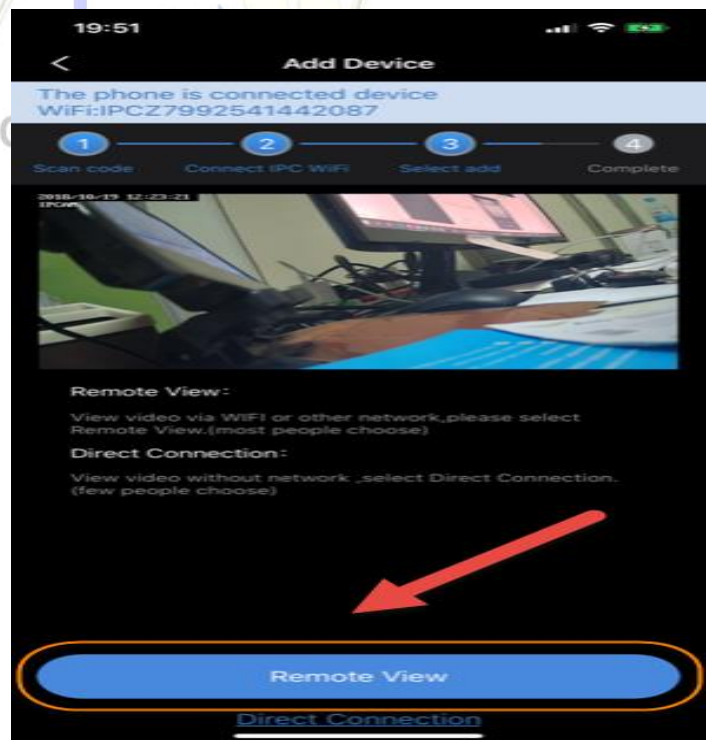 19:51
Add Device
The phone is connected device
WiFi:IPCZ7992541442087
1 2 3 4
Scan code Connect IPC WiFi Select add Complete
2018/10/19 12:23:21
IPCAM
Remote View:
View video via WIFI or other network,please select
Remote View.(most people choose)
Direct Connection:
View video without network ,select Direct Connection.
(few people choose)
Remote View
Direct Connection